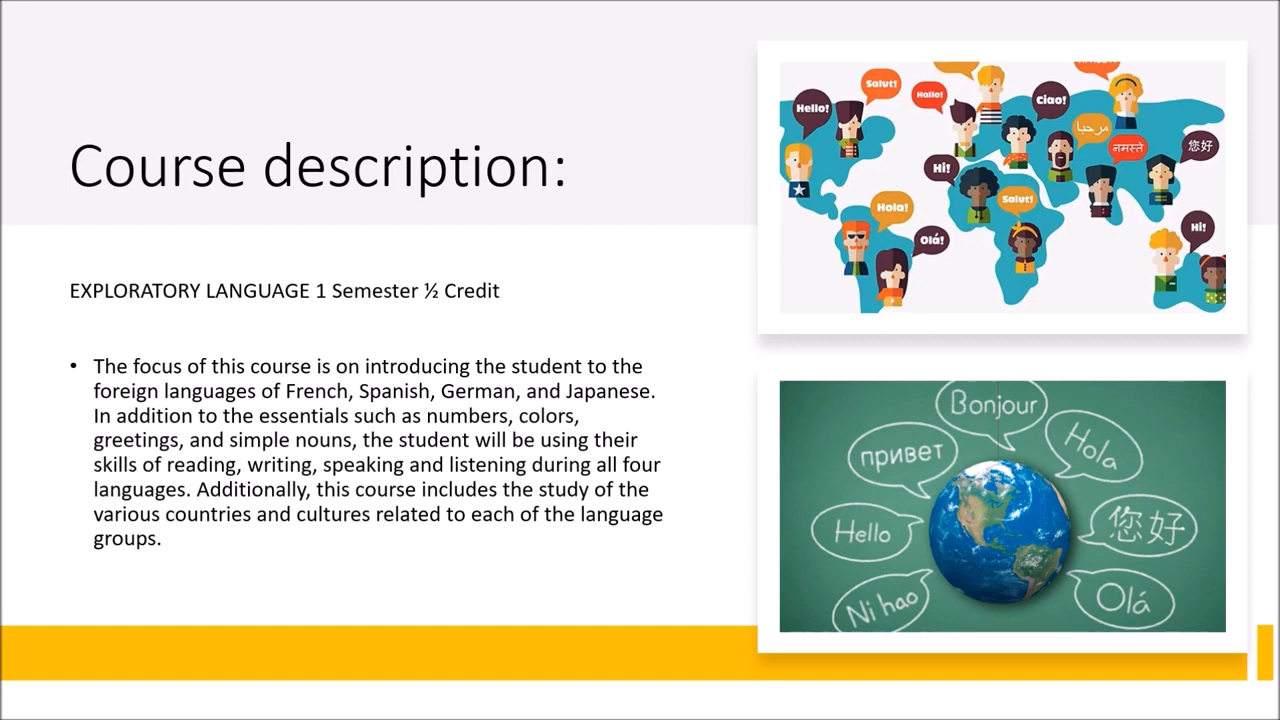 Course description:
EXPLORATORY LANGUAGE 1 Semester ½ Credit
• The focus of this course is on introducing the student to the
foreign languages of French, Spanish, German, and Japanese.
In addition to the essentials such as numbers, colors,
greetings, and simple nouns, the student will be using their
skills of reading, writing, speaking and listening during all four
languages. Additionally, this course includes the study of the
various countries and cultures related to each of the language
groups.
Salut!
Hallo!
Hello!
Ciao!
مرحبا
नमस्ते
您好
Hi!
Salut!
Hola!
Olá!
Hi!
Bonjour
привет
Hola
Hello
您好
Ni hao
Olá